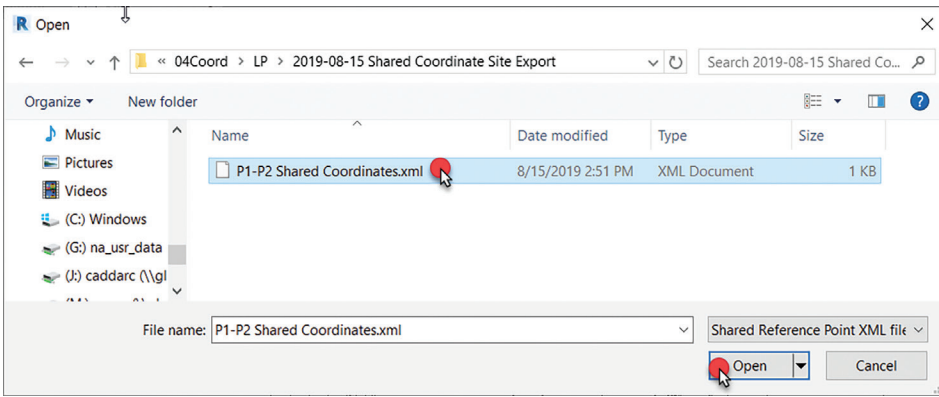 R Open
« 04Coord > LP > 2019-08-15 Shared Coordinate Site Export
Search 2019-08-15 Shared Co...
Organize New folder
Music
Pictures
Videos
(C:) Windows
(G:) na_usr_data
(J:) caddarc (\\gl
Name Date modified Type Size
P1-P2 Shared Coordinates.xml 8/15/2019 2:51 PM XML Document 1 KB
File name: P1-P2 Shared Coordinates.xml
Shared Reference Point XML file
Open Cancel